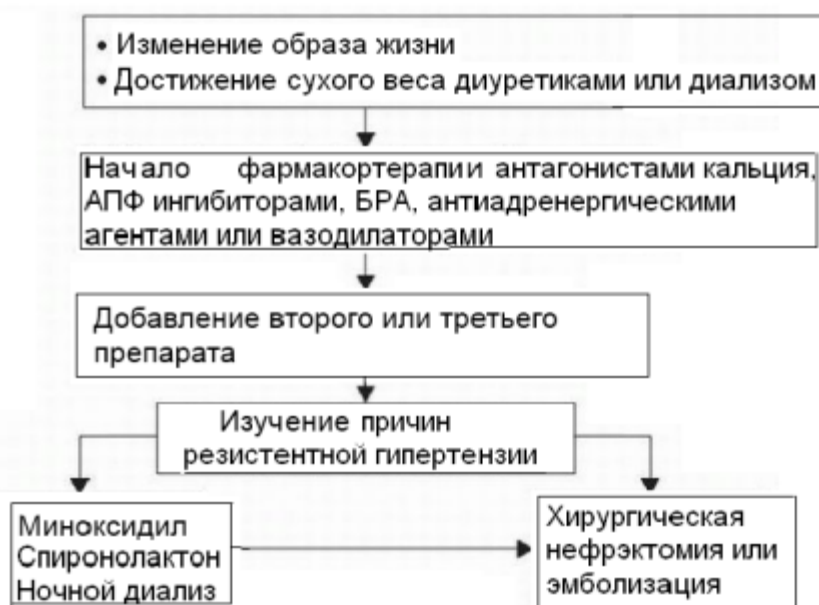 • Изменение образа жизни
• Достижение сухого веса диуретиками или диализом
Начало фармакортерапии антагонистами кальция,
АПФ ингибиторами, БРА, антиадренергическими
агентами или вазодилаторами
Добавление второго или третьего
препарата
Изучение причин
резистентной гипертензии
Миноксидил
Спиронолактон
Ночной диализ
Хирургическая
нефрэктомия или
эмболизация